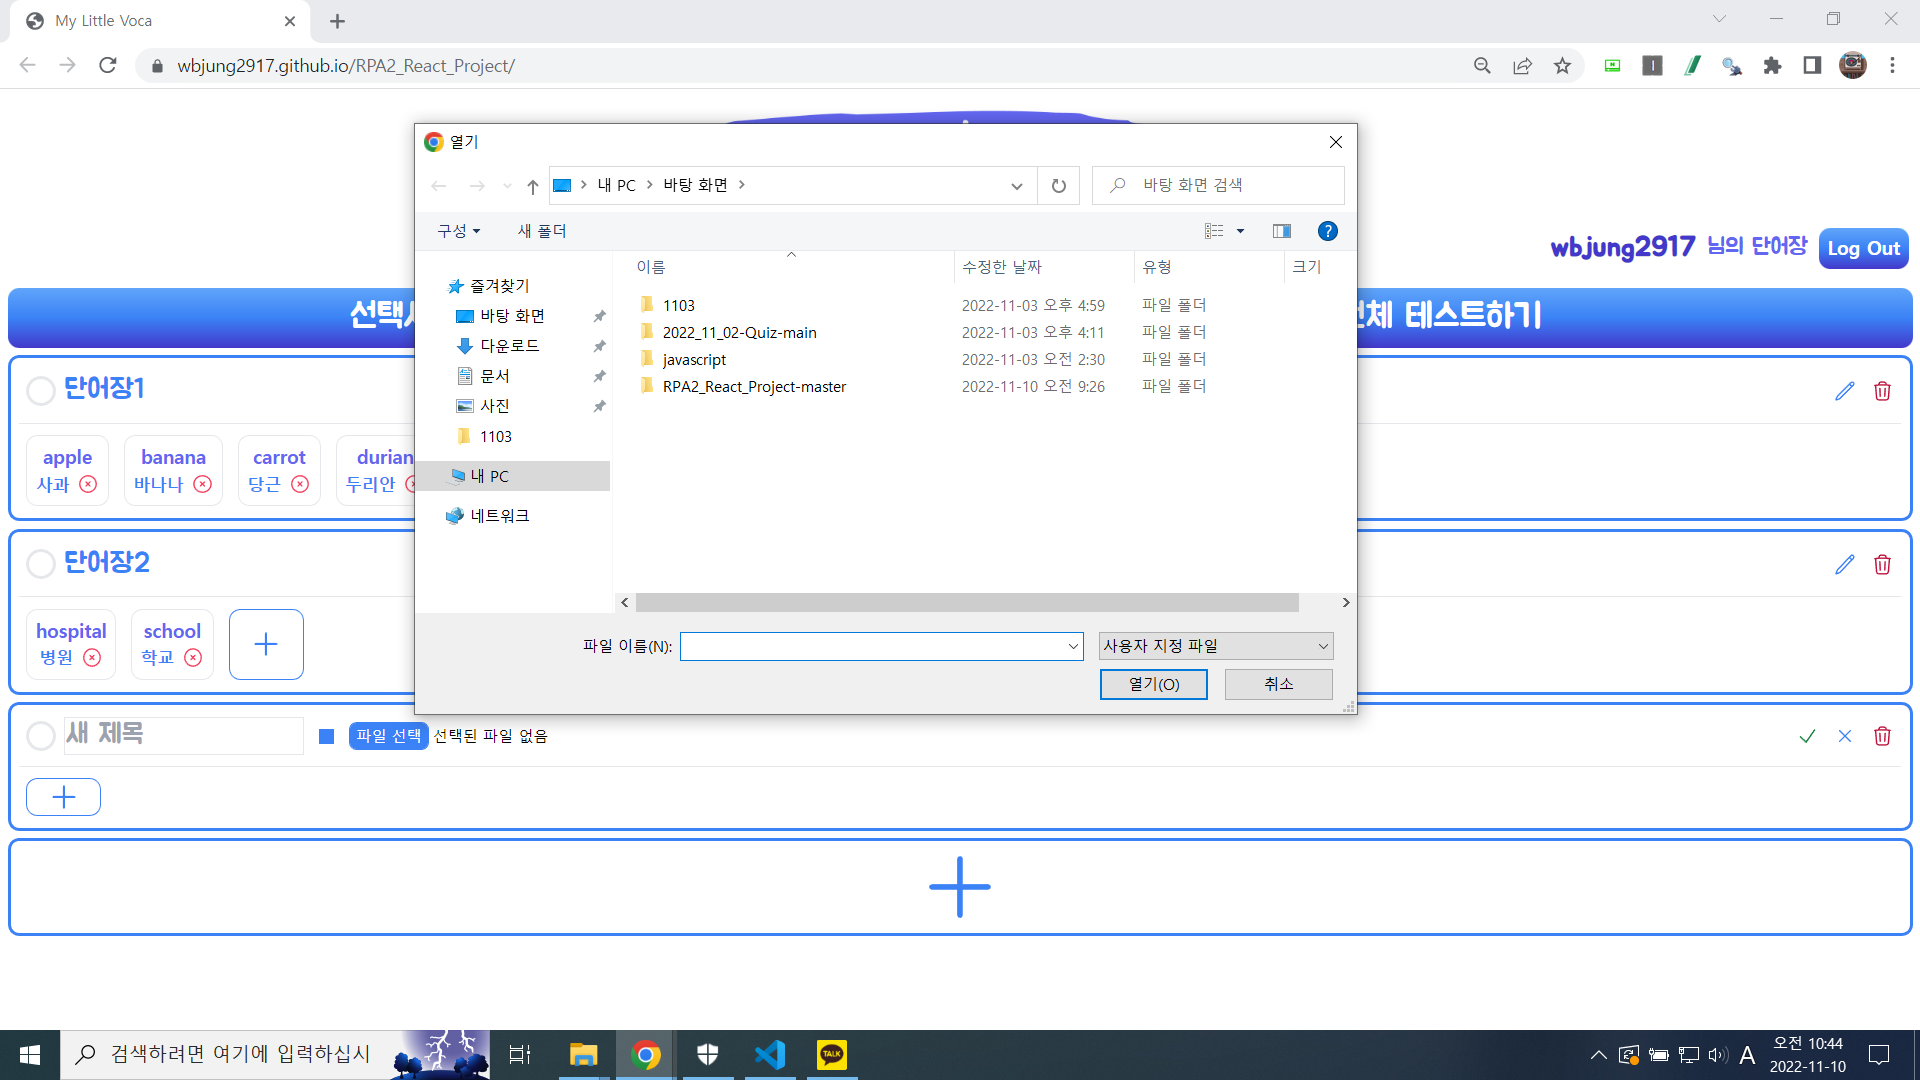 My Little Voca
wbjung2917.github.io/RPA2_React_Project/
열기
내 PC
바탕 화면
바탕 화면 검색
구성
새 폴더
이름
수정한 날짜
유형
크기
즐겨찾기
바탕 화면
다운로드
문서
사진
1103
내 PC
네트워크
1103 2022-11-03 오후 4:59 파일 폴더
2022_11_02-Quiz-main 2022-11-03 오후 4:11 파일 폴더
javascript 2022-11-03 오전 2:30 파일 폴더
RPA2_React_Project-master 2022-11-10 오전 9:26 파일 폴더
파일 이름(N):
사용자 지정 파일
열기(O)
취소
wbjung2917 님의 단어장
Log Out
테스트하기
단어장1
apple
사과
banana
바나나
carrot
당근
durian
두리안
단어장2
hospital
병원
school
학교
새 제목
파일 선택 선택된 파일 없음
검색하려면 여기에 입력하십시
TALK
A
오전 10:44
2022-11-10